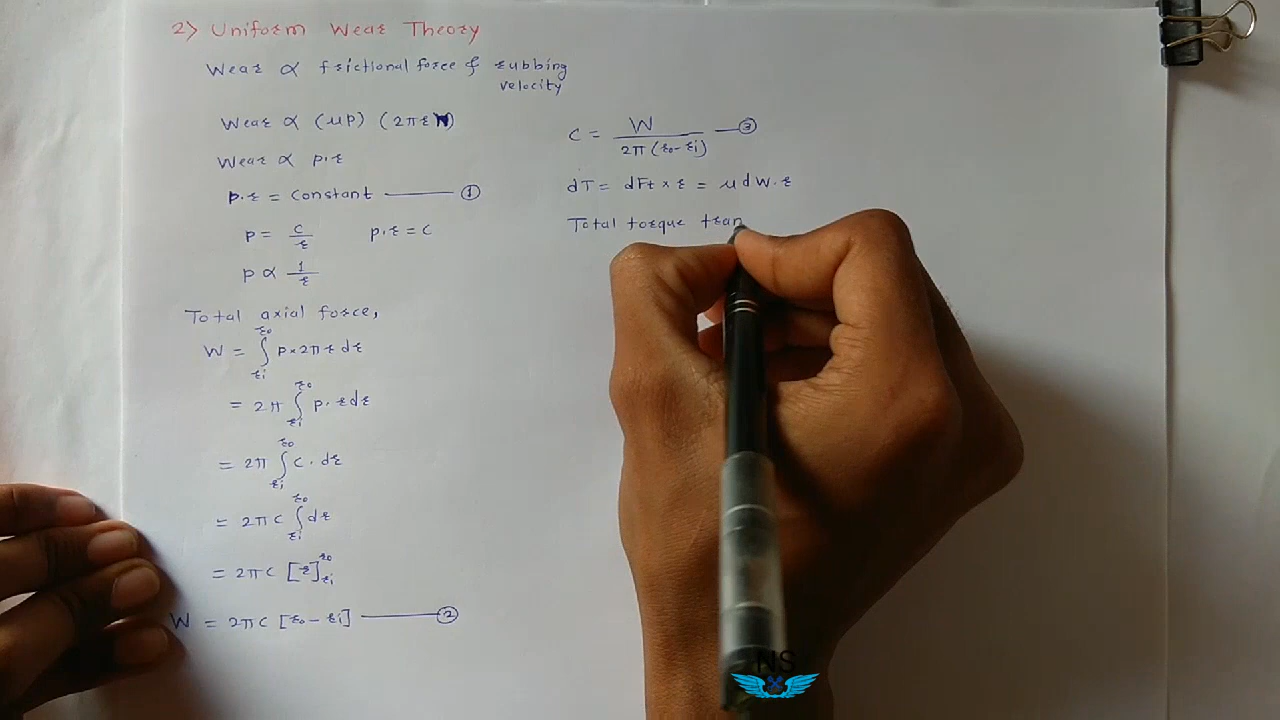 2) Uniform Wear Theory
Wear ∝ frictional force & rubbing
velocity
Wear ∝ (μP) (2πrN)
Wear ∝ p.r
p.r = constant ——— ①
p = c/r    p.r = C
p ∝ 1/r
Total axial force,
W = ∫_{ri}^{ro} p×2πr dr
= 2π ∫_{ri}^{ro} p. rdr
= 2π ∫_{ri}^{ro} C. dr
= 2πC ∫_{ri}^{ro} dr
= 2πC [r]_{ri}^{ro}
W = 2πC [ro – ri] ——— ②
C = W / 2π(ro – ri) — ③
dT = dFt × r = μ dW.r
Total torque tran
NS